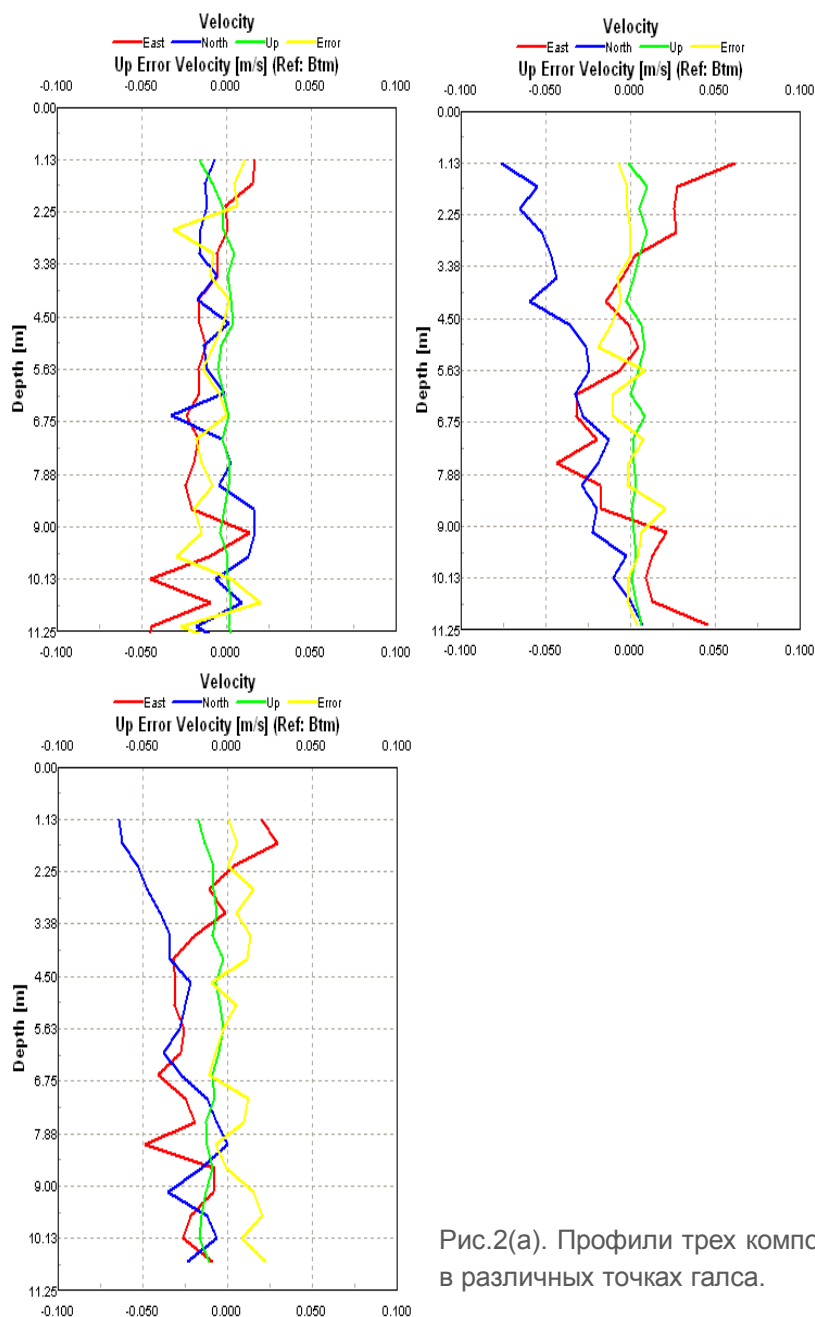 Velocity
East North Up Error
Up Error Velocity [m/s] (Ref: Btm)
-0.100 -0.050 0.000 0.050 0.100
0.00
1.13
2.25
3.38
4.50
5.63
6.75
7.88
9.00
10.13
11.25
Depth [m]
-0.100 -0.050 0.000 0.050 0.100
Velocity
East North Up Error
Up Error Velocity [m/s] (Ref: Btm)
-0.100 -0.050 0.000 0.050 0.100
0.00
1.13
2.25
3.38
4.50
5.63
6.75
7.88
9.00
10.13
11.25
Depth [m]
-0.100 -0.050 0.000 0.050 0.100
Velocity
East North Up Error
Up Error Velocity [m/s] (Ref: Btm)
-0.100 -0.050 0.000 0.050 0.100
0.00
1.13
2.25
3.38
4.50
5.63
6.75
7.88
9.00
10.13
11.25
Depth [m]
-0.100 -0.050 0.000 0.050 0.100
Рис.2(а). Профили трех компо
в различных точках галса.